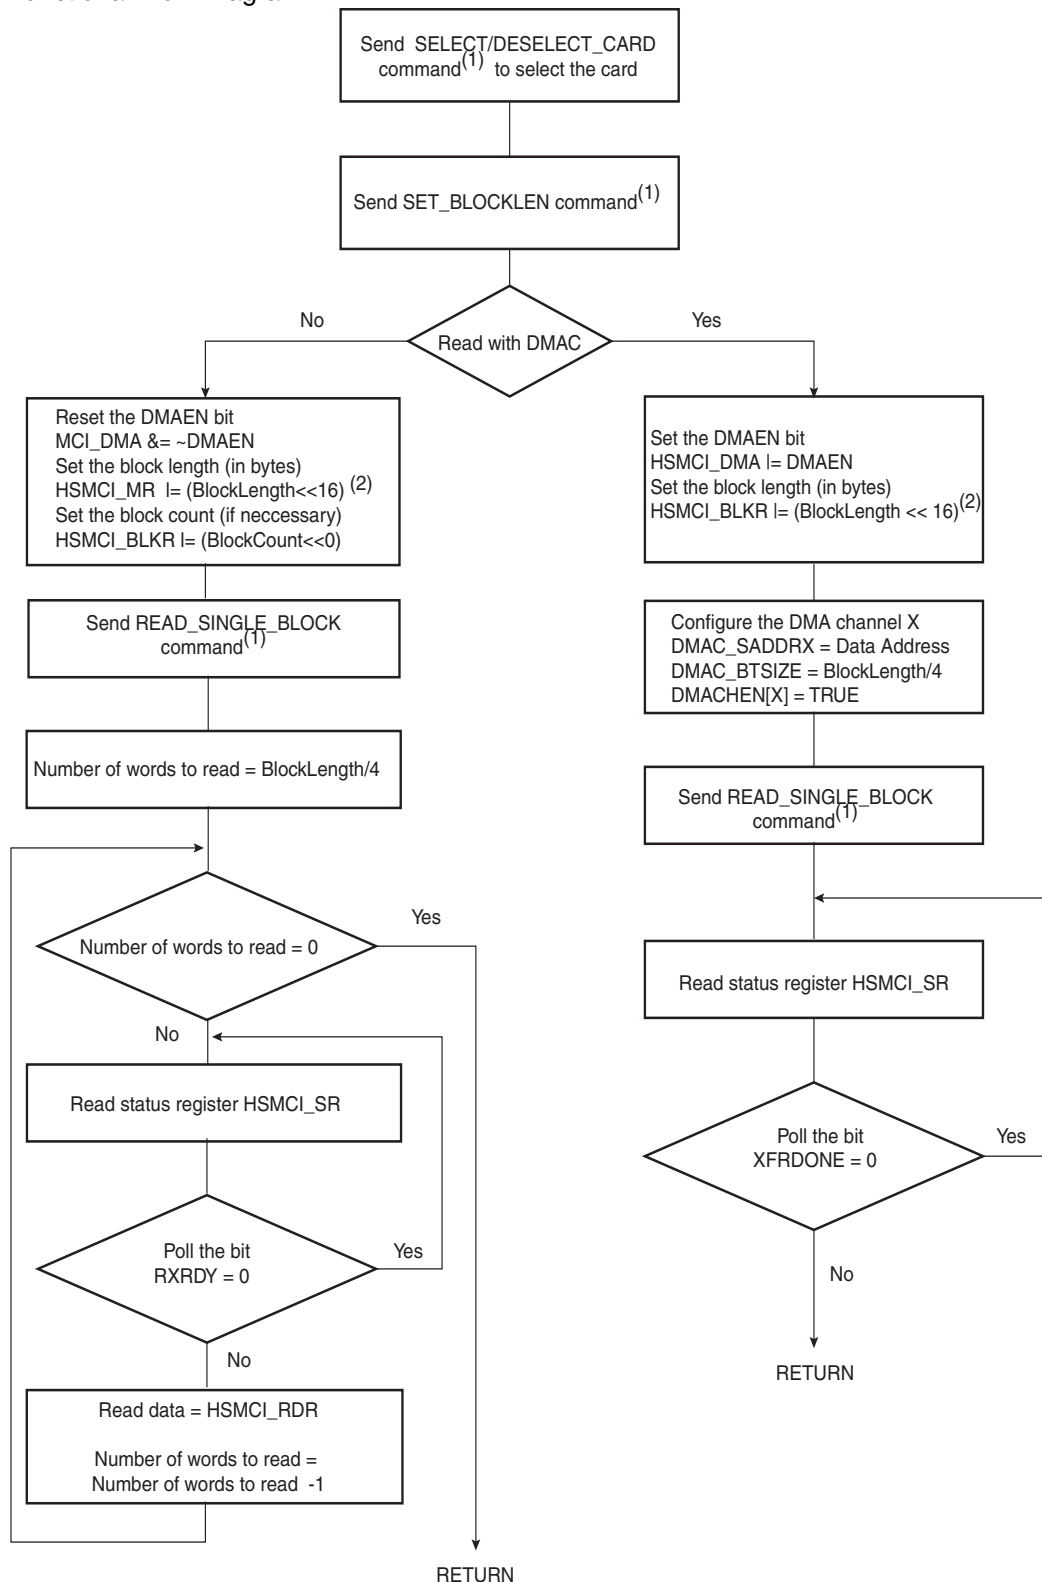 Send SELECT/DESELECT_CARD
command(1) to select the card
Send SET_BLOCKLEN command(1)
No
Yes
Read with DMAC
Reset the DMAEN bit
MCI_DMA &= ~DMAEN
Set the block length (in bytes)
HSMCI_MR |= (BlockLength<<16) (2)
Set the block count (if neccessary)
HSMCI_BLKR |= (BlockCount<<0)
Send READ_SINGLE_BLOCK
command(1)
Number of words to read = BlockLength/4
Number of words to read = 0
Yes
No
Read status register HSMCI_SR
Poll the bit
RXRDY = 0
Yes
No
Read data = HSMCI_RDR
Number of words to read =
Number of words to read -1
RETURN
Set the DMAEN bit
HSMCI_DMA |= DMAEN
Set the block length (in bytes)
HSMCI_BLKR |= (BlockLength << 16)(2)
Configure the DMA channel X
DMAC_SADDRX = Data Address
DMAC_BTSIZE = BlockLength/4
DMACHEN[X] = TRUE
Send READ_SINGLE_BLOCK
command(1)
Read status register HSMCI_SR
Poll the bit
XFRDONE = 0
Yes
No
RETURN